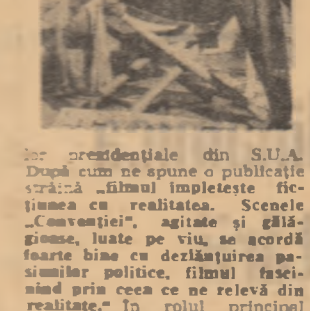 lor prezidențiale din S.U.A.
După cum ne spune o publicație
străină „filmul împletește fic-
țiunea cu realitatea. Scenele
„Convenției”, agitate și gălă-
gioase, luate pe viu, se acordă
foarte bine cu dezlănțuirea pa-
siunilor politice, filmul fasci-
nînd prin ceea ce ne relevă din
realitate.” În rolul principal